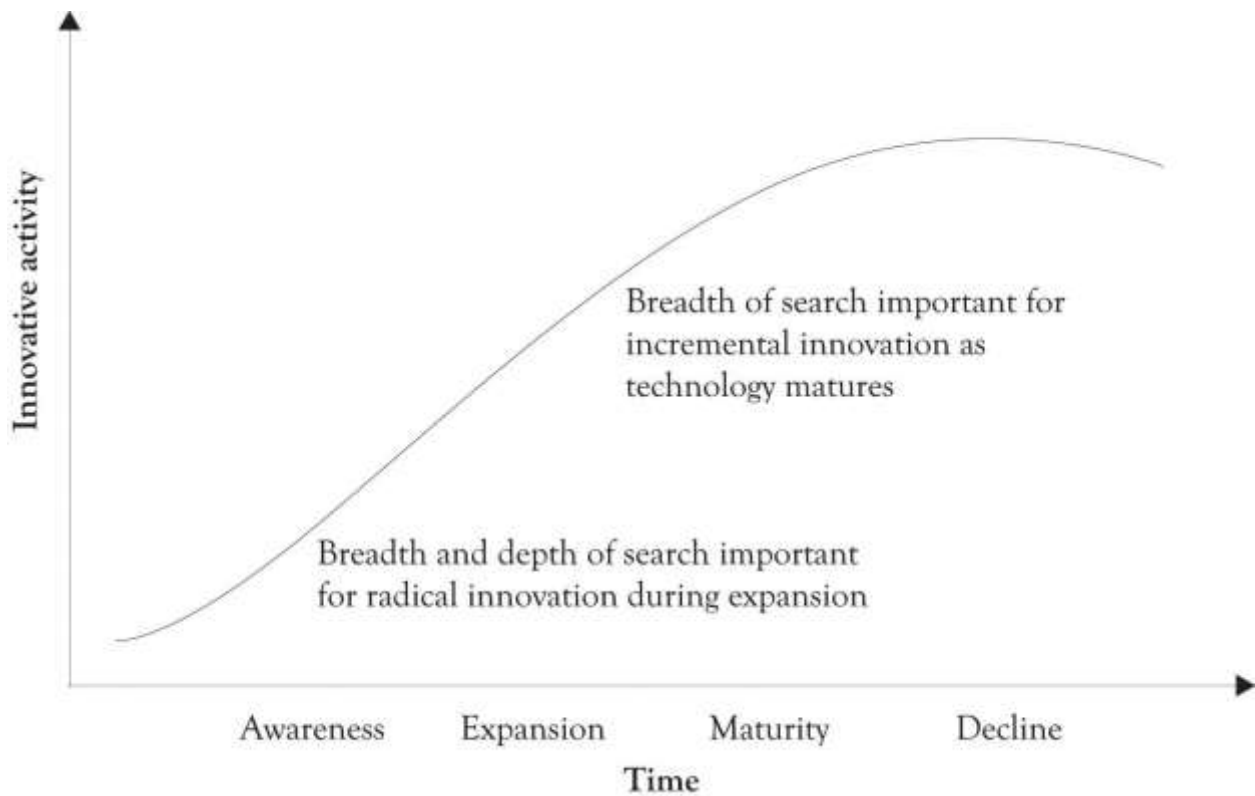 Innovative activity
Breadth of search important for
incremental innovation as
technology matures
Breadth and depth of search important
for radical innovation during expansion
Awareness Expansion Maturity Decline
Time